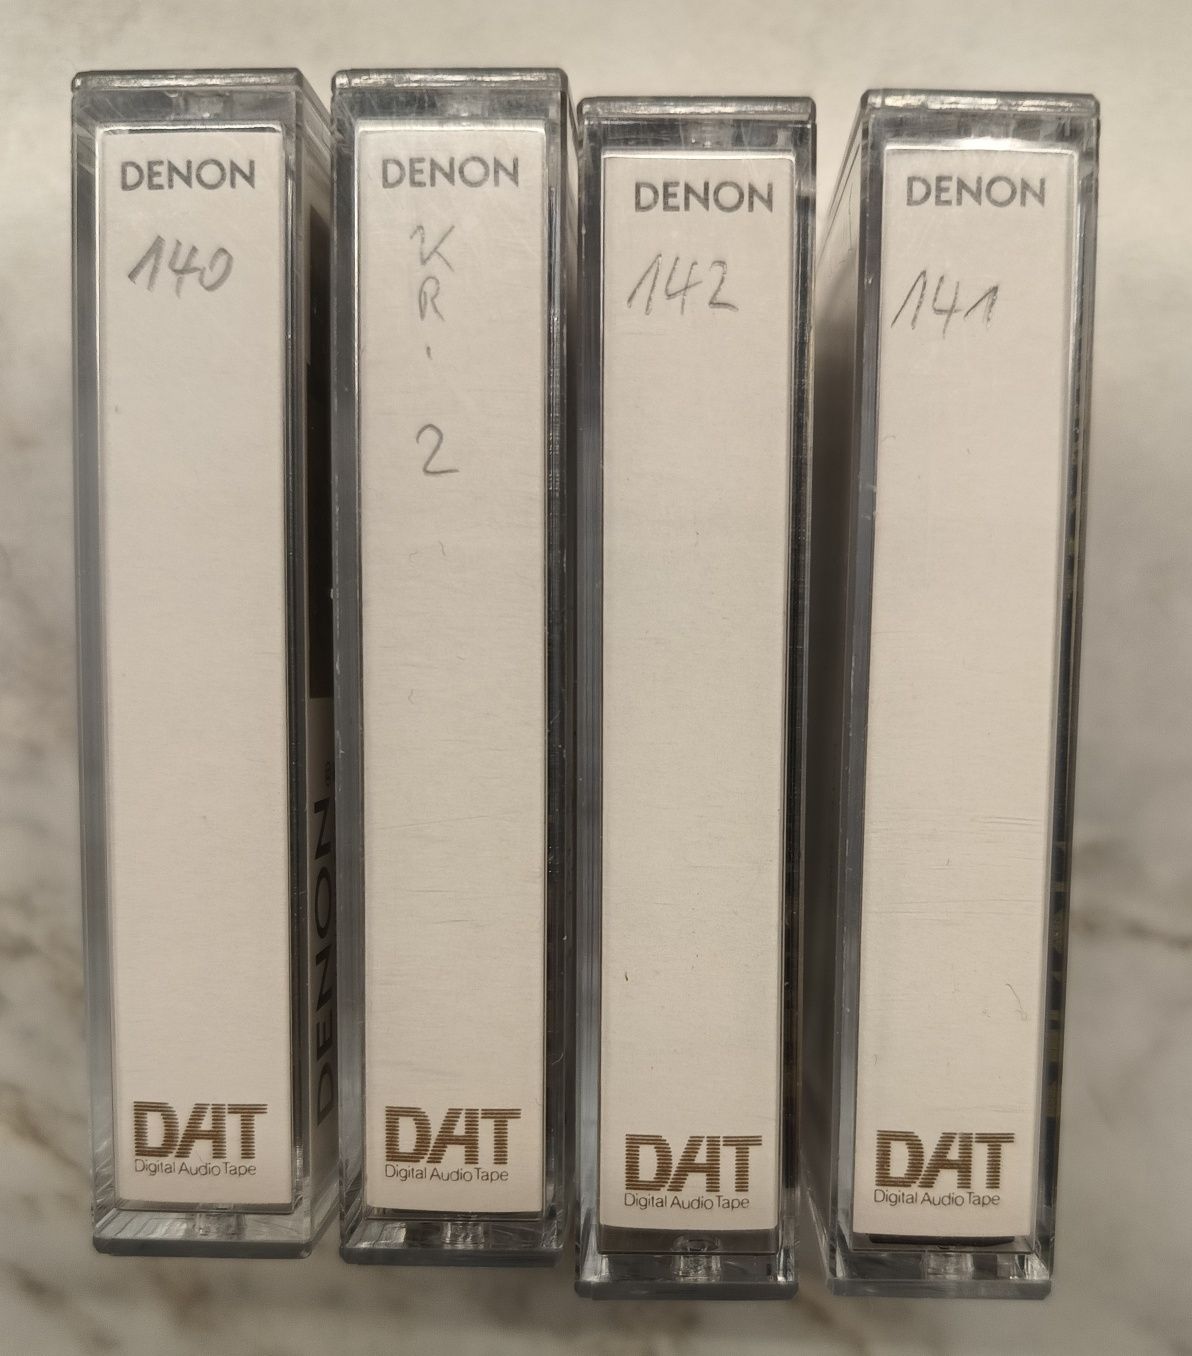 DENON
140
DAT
Digital Audio Tape
DENON
DENON
K
R
.
2
DAT
Digital Audio Tape
DENON
142
DAT
Digital Audio Tape
DENON
141
DAT
Digital Audio Tape